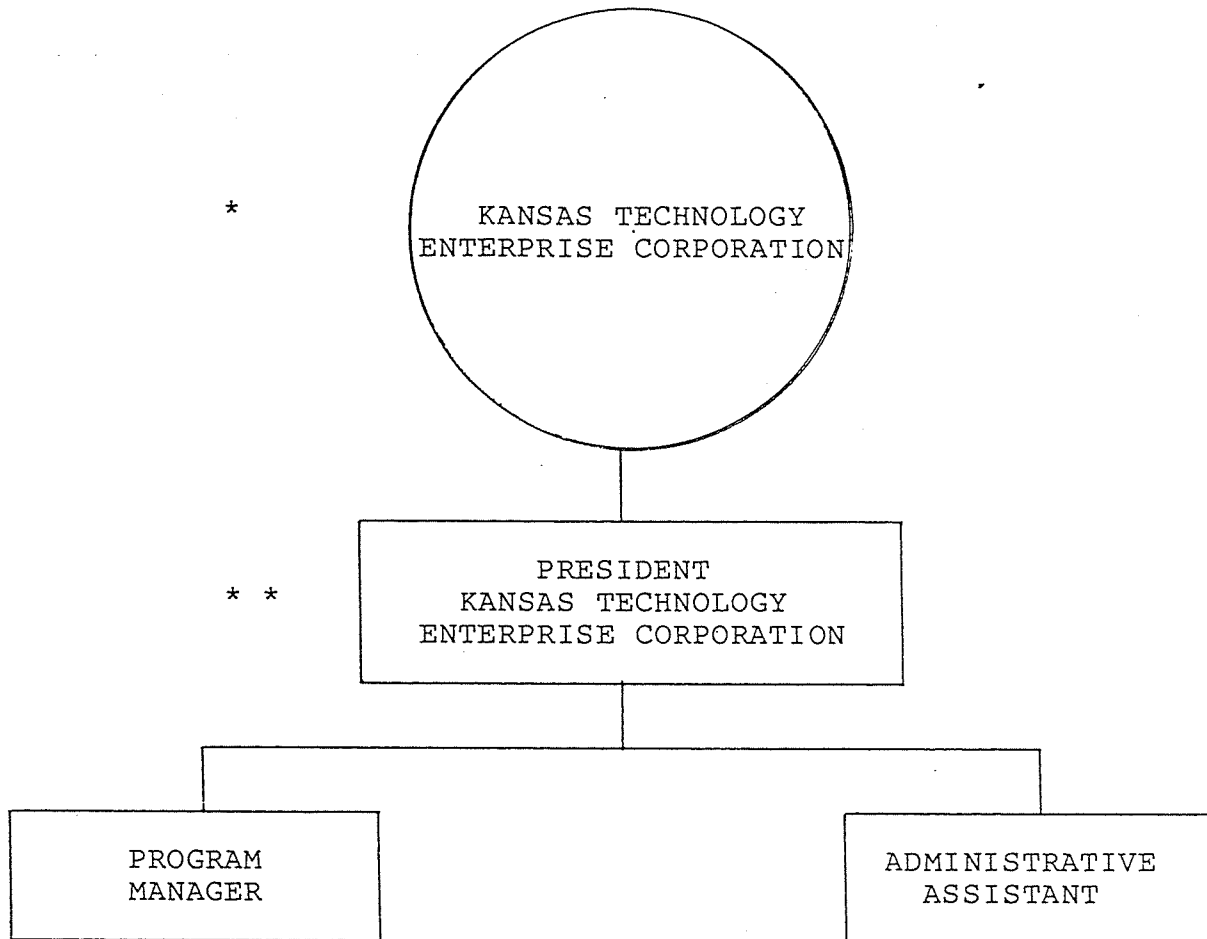 *
KANSAS TECHNOLOGY
ENTERPRISE CORPORATION
* *
PRESIDENT
KANSAS TECHNOLOGY
ENTERPRISE CORPORATION
PROGRAM
MANAGER
ADMINISTRATIVE
ASSISTANT